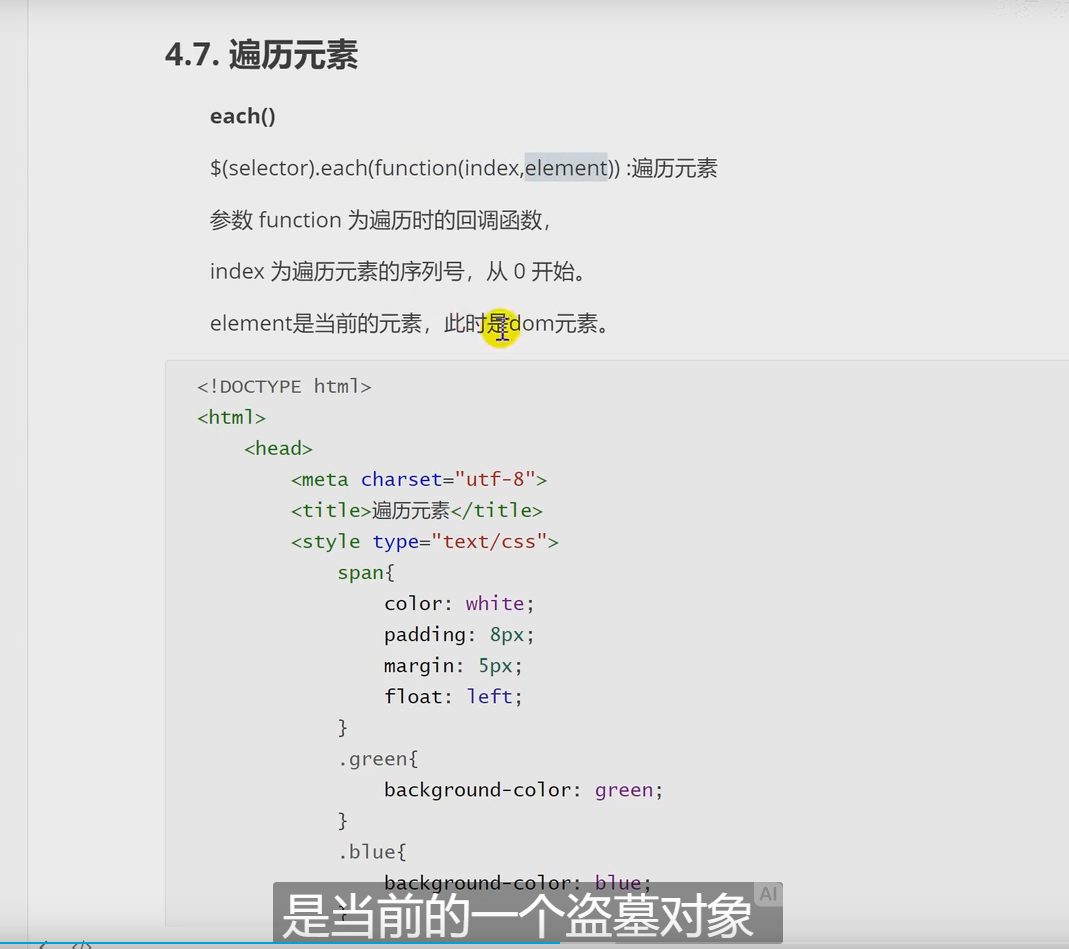 4.7. 遍历元素
each()
$(selector).each(function(index,element)) :遍历元素
参数 function 为遍历时的回调函数，
index 为遍历元素的序列号，从 0 开始。
element是当前的元素，此时是dom元素。
<!DOCTYPE html>
<html>
<head>
<meta charset="utf-8">
<title>遍历元素</title>
<style type="text/css">
span{
color: white;
padding: 8px;
margin: 5px;
float: left;
}
.green{
background-color: green;
}
.blue{
background-color: blue;
}
是当前的一个盗墓对象
AI